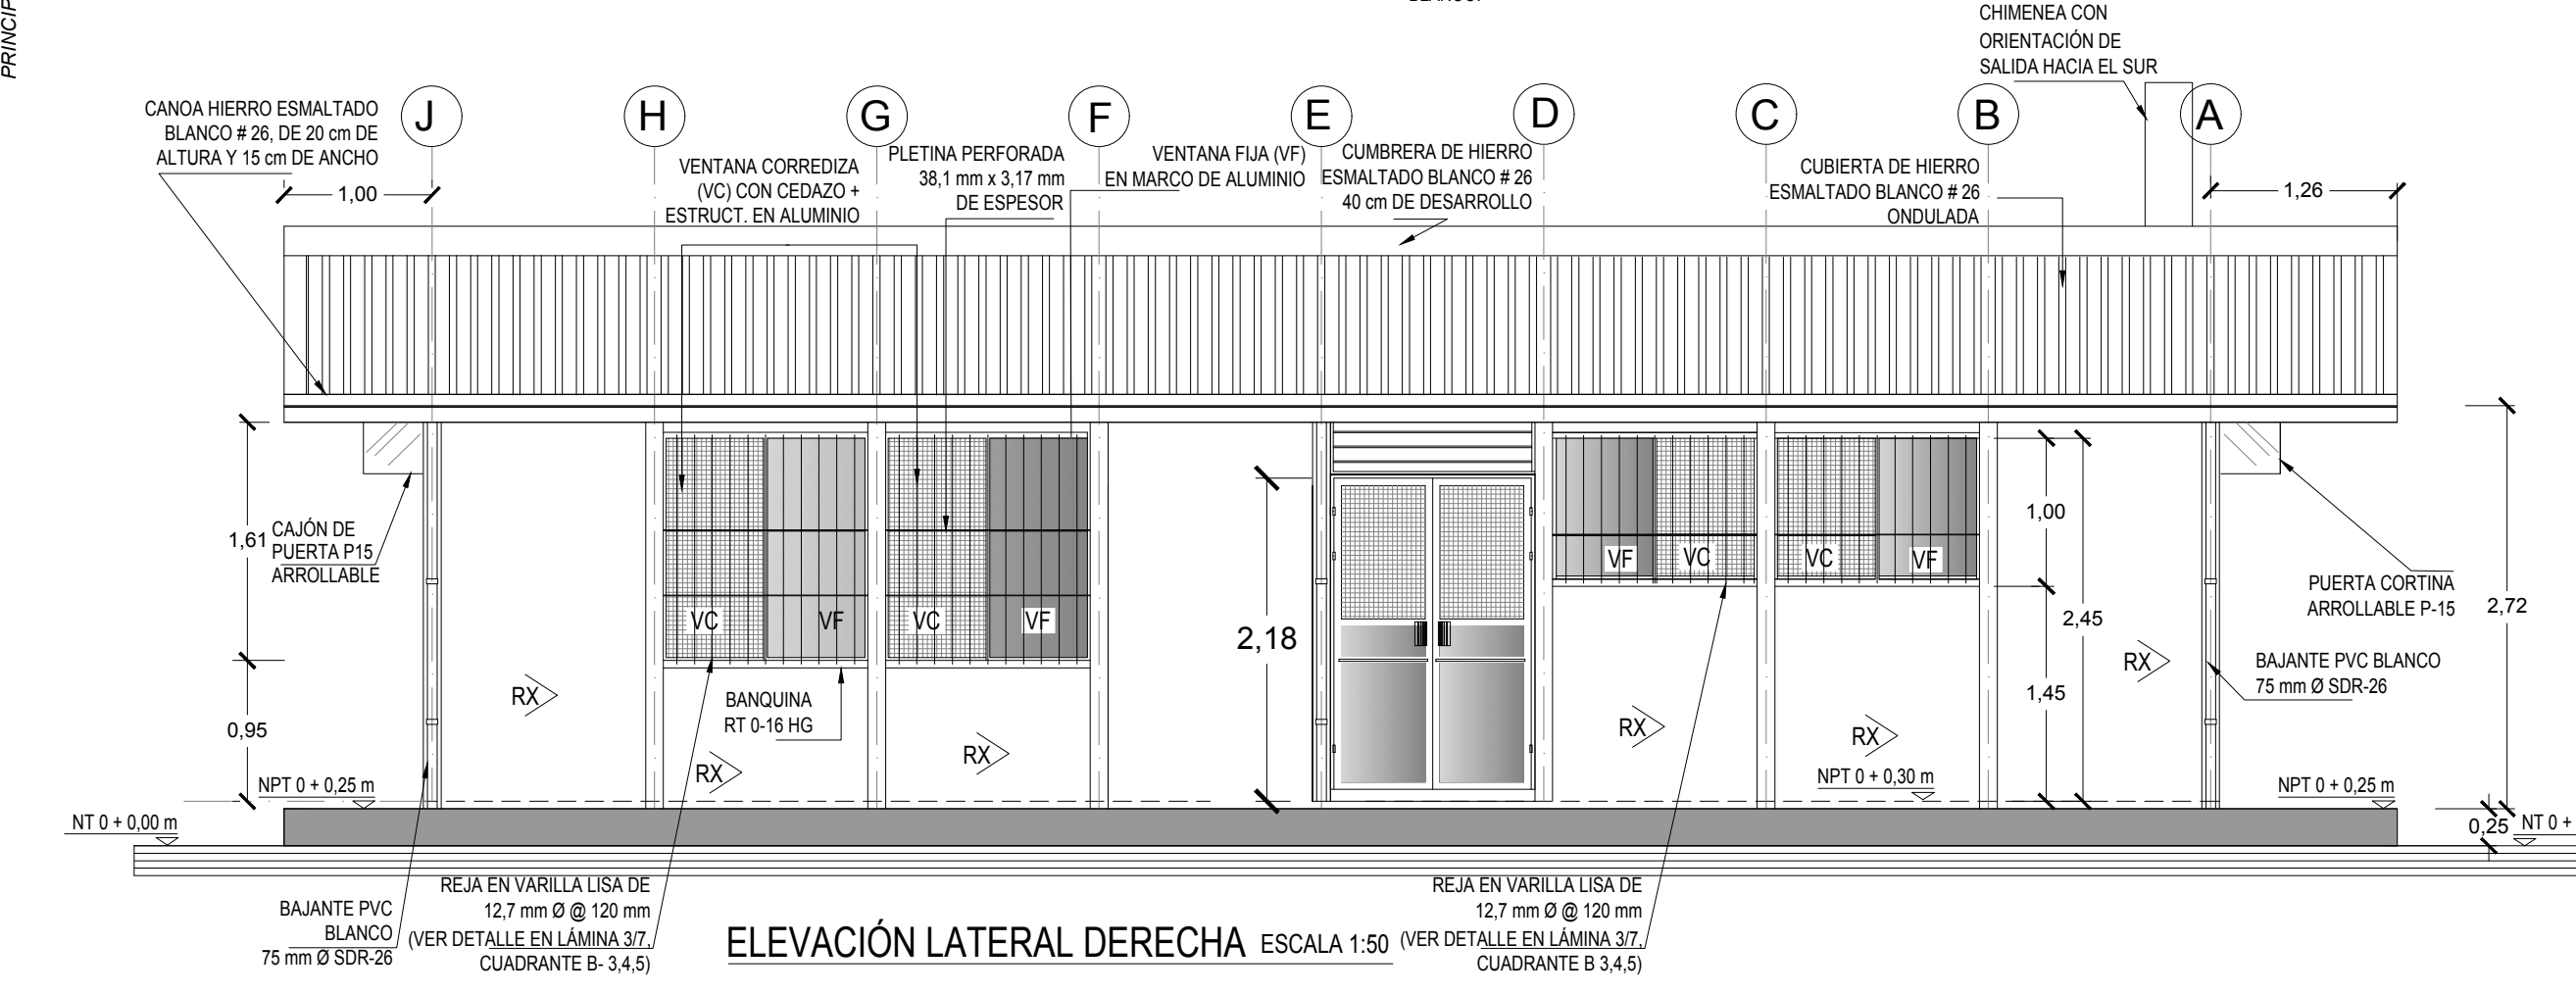 PRINCIP
CHIMENEA CON
ORIENTACIÓN DE
SALIDA HACIA EL SUR
CANOA HIERRO ESMALTADO
BLANCO # 26, DE 20 cm DE
ALTURA Y 15 cm DE ANCHO
J
H
G
F
E
D
C
B
A
VENTANA CORREDIZA
(VC) CON CEDAZO +
ESTRUCT. EN ALUMINIO
PLETINA PERFORADA
38,1 mm x 3,17 mm
DE ESPESOR
VENTANA FIJA (VF)
EN MARCO DE ALUMINIO
CUMBRERA DE HIERRO
ESMALTADO BLANCO # 26
40 cm DE DESARROLLO
CUBIERTA DE HIERRO
ESMALTADO BLANCO # 26
ONDULADA
1,00
1,26
1,61
CAJÓN DE
PUERTA P15
ARROLLABLE
0,95
VC
VF
VC
VF
2,18
VF
VC
VC
VF
1,00
2,45
1,45
2,72
PUERTA CORTINA
ARROLLABLE P-15
BAJANTE PVC BLANCO
75 mm Ø SDR-26
RX
RX
RX
RX
RX
RX
BANQUINA
RT 0-16 HG
NPT 0 + 0,25 m
NPT 0 + 0,30 m
NPT 0 + 0,25 m
NT 0 + 0,00 m
0,25
NT 0 +
BAJANTE PVC
BLANCO
75 mm Ø SDR-26
REJA EN VARILLA LISA DE
12,7 mm Ø @ 120 mm
(VER DETALLE EN LÁMINA 3/7,
CUADRANTE B- 3,4,5)
ELEVACIÓN LATERAL DERECHA ESCALA 1:50
REJA EN VARILLA LISA DE
12,7 mm Ø @ 120 mm
(VER DETALLE EN LÁMINA 3/7,
CUADRANTE B 3,4,5)